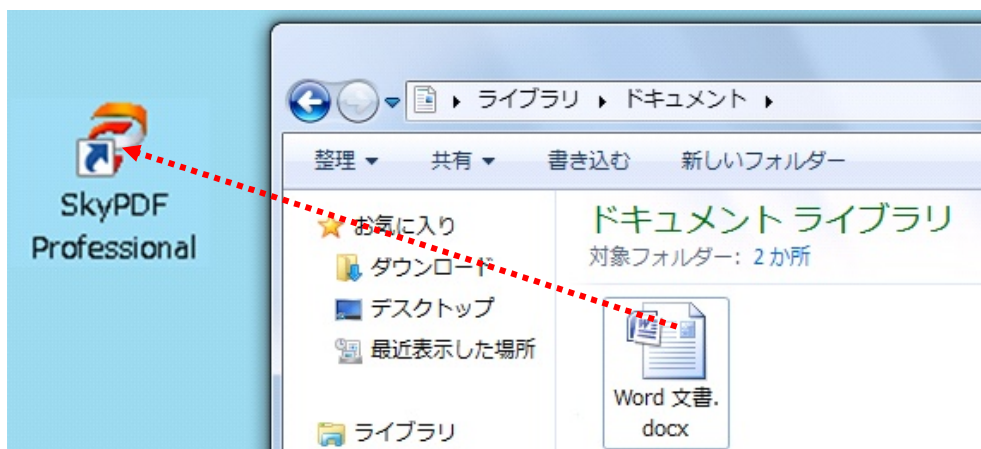 SkyPDF
Professional
ライブラリ ドキュメント
整理 共有 書き込む 新しいフォルダー
お気に入り
ダウンロード
デスクトップ
最近表示した場所
ライブラリ
ドキュメント ライブラリ
対象フォルダー: 2 か所
Word 文書.
docx